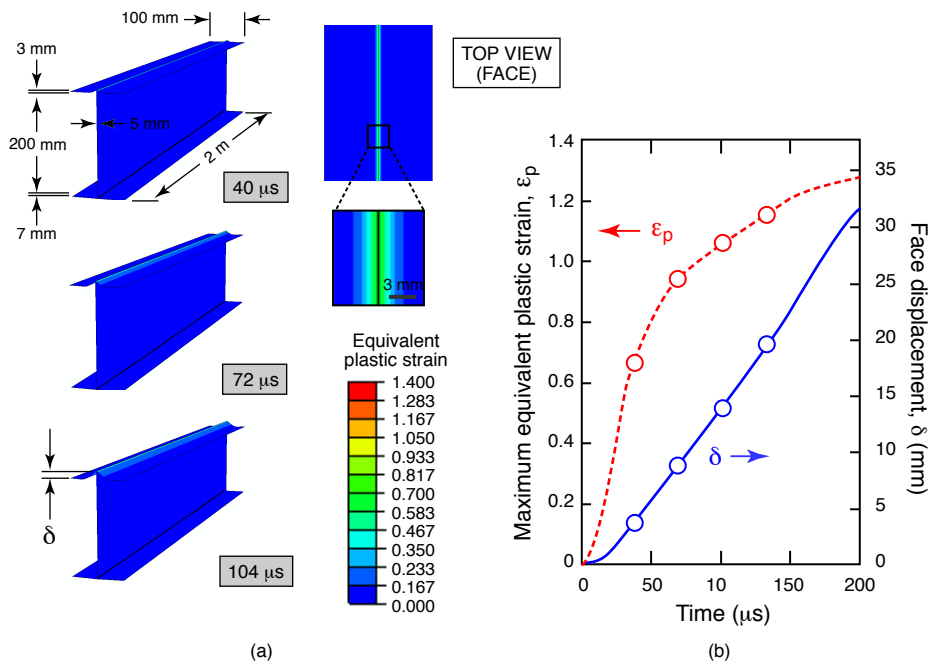 100 mm
3 mm
5 mm
200 mm
2 m
40 μs
7 mm
72 μs
δ
104 μs
TOP VIEW
(FACE)
3 mm
Equivalent
plastic strain
1.400
1.283
1.167
1.050
0.933
0.817
0.700
0.583
0.467
0.350
0.233
0.167
0.000
(a)
Maximum equivalent plastic strain, εp
1.4
1.2
1.0
0.8
0.6
0.4
0.2
0
εp
δ
35
30
25
20
15
10
5
0
Face displacement, δ (mm)
0 50 10 150 200
Time (μs)
(b)